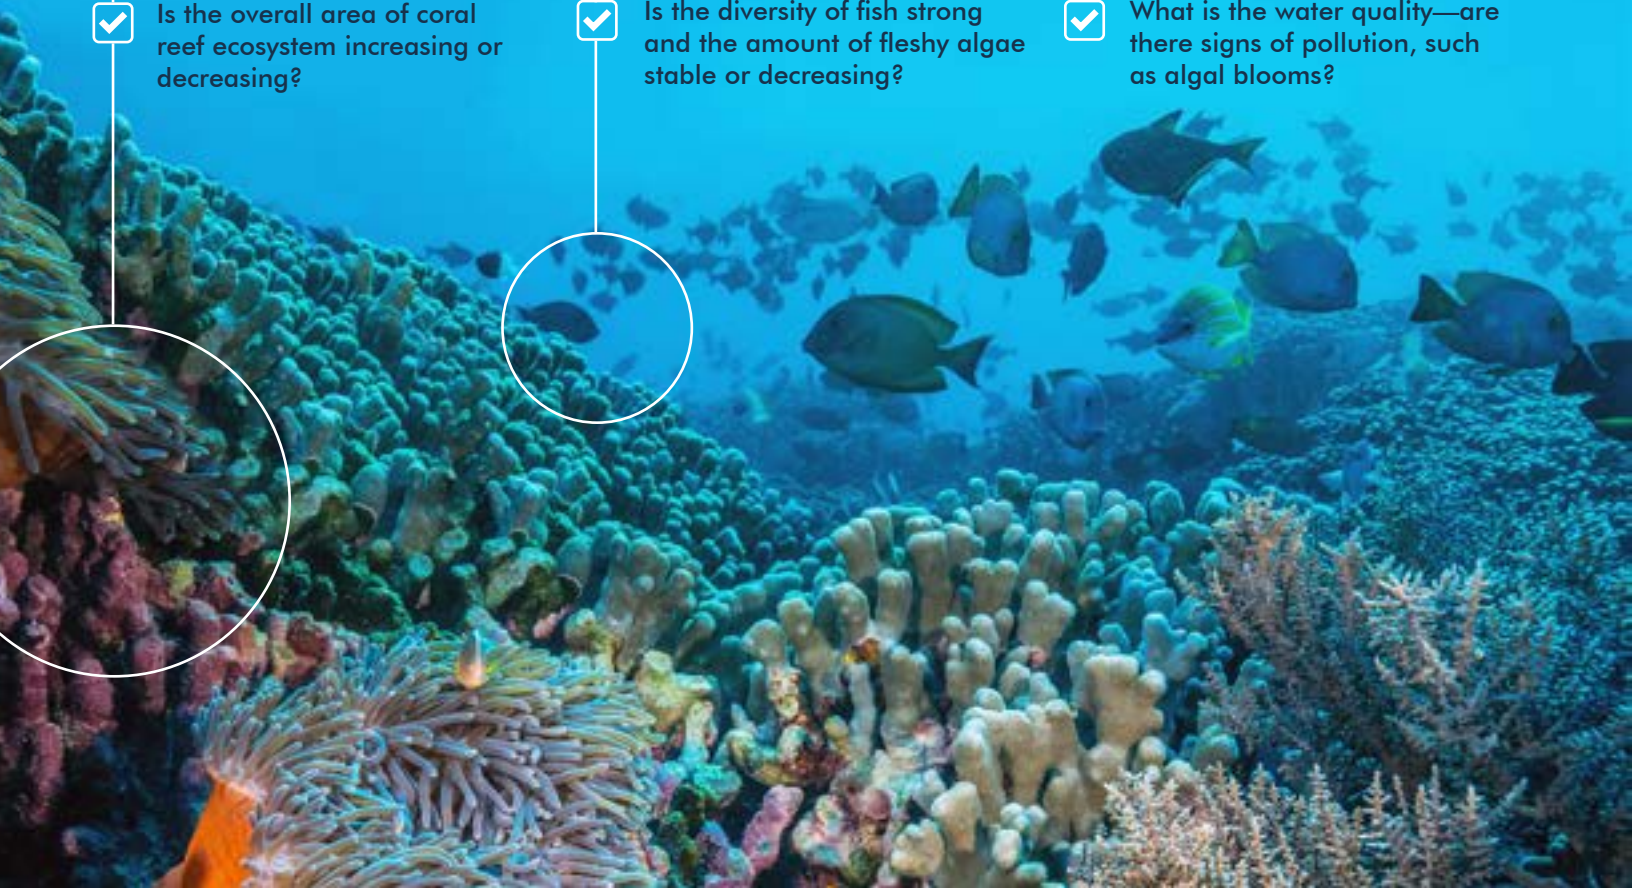 Is the overall area of coral
reef ecosystem increasing or
decreasing?
Is the diversity of fish strong
and the amount of fleshy algae
stable or decreasing?
What is the water quality—are
there signs of pollution, such
as algal blooms?